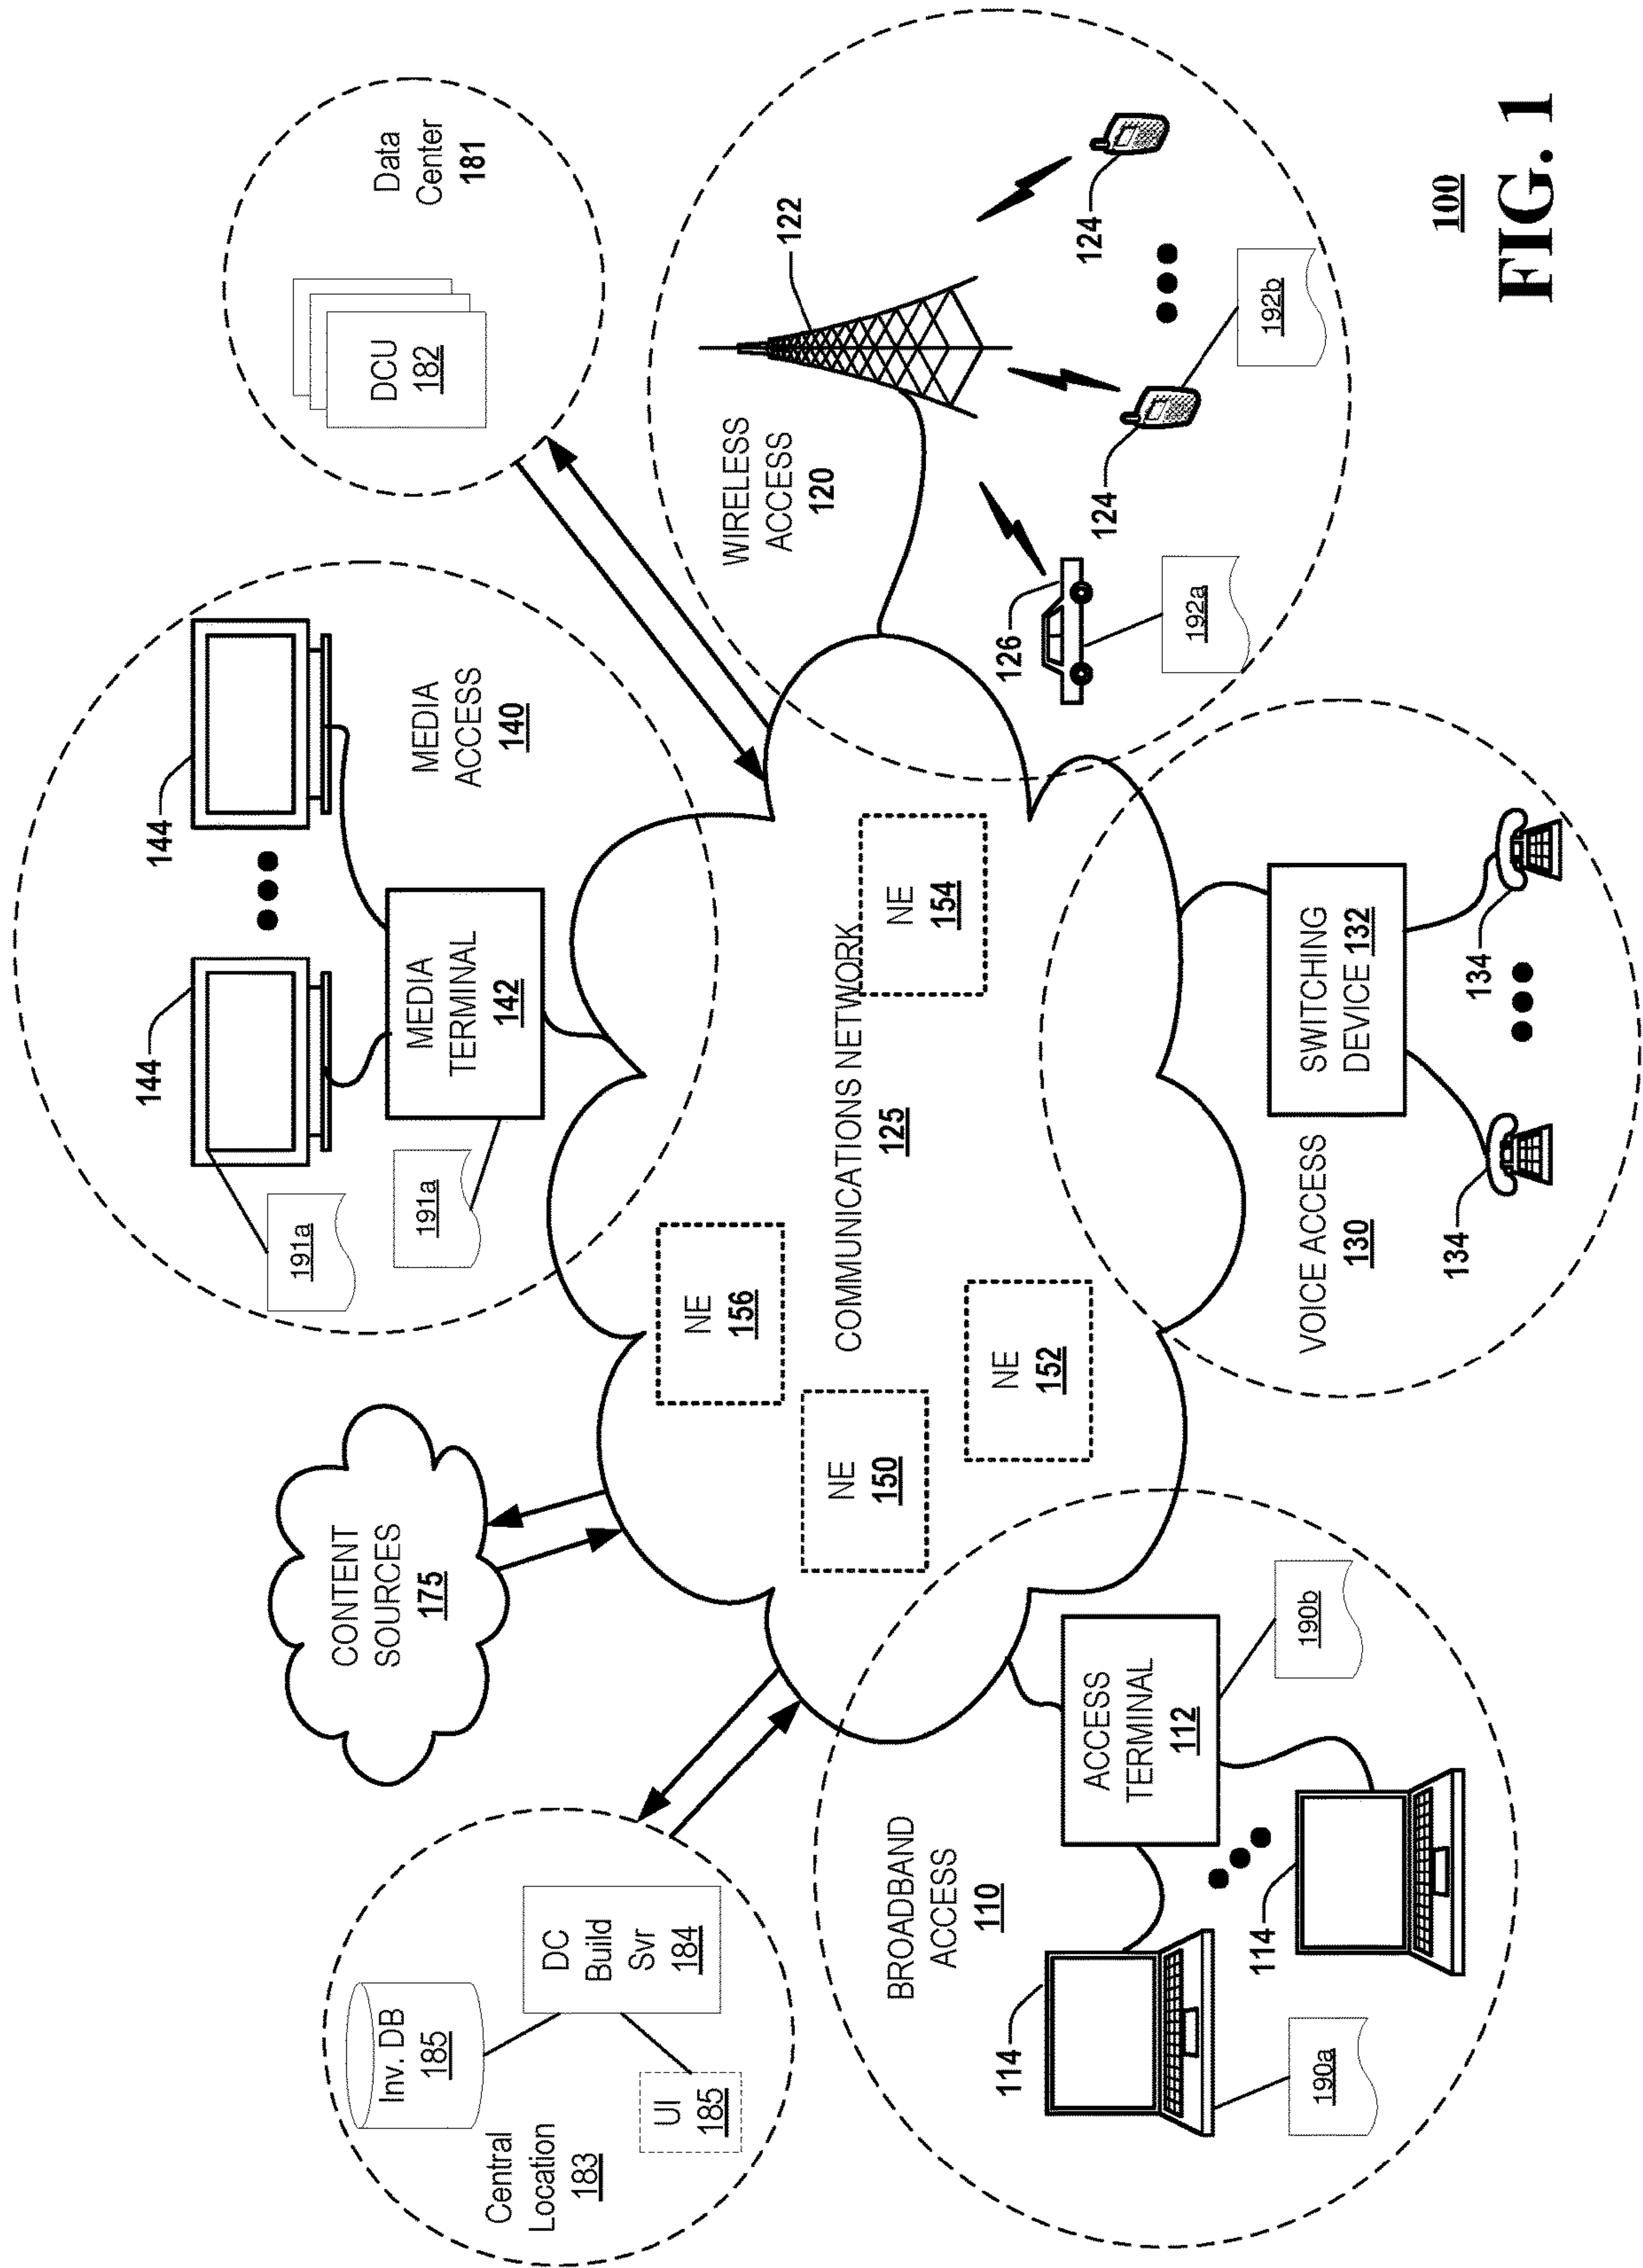 Central
Location
183
Inv. DB
185
UI
185
DC
Build
Svr
184
CONTENT
SOURCES
175
144
144
191a
191a
MEDIA
TERMINAL
142
MEDIA
ACCESS
140
DCU
182
Data
Center
181
NE
156
NE
150
NE
152
COMMUNICATIONS NETWORK
125
NE
154
WIRELESS
ACCESS
120
122
126
192a
124
192b
124
BROADBAND
ACCESS
110
ACCESS
TERMINAL
112
190b
114
114
190a
VOICE ACCESS
130
SWITCHING
DEVICE 132
134
134
100
FIG. 1